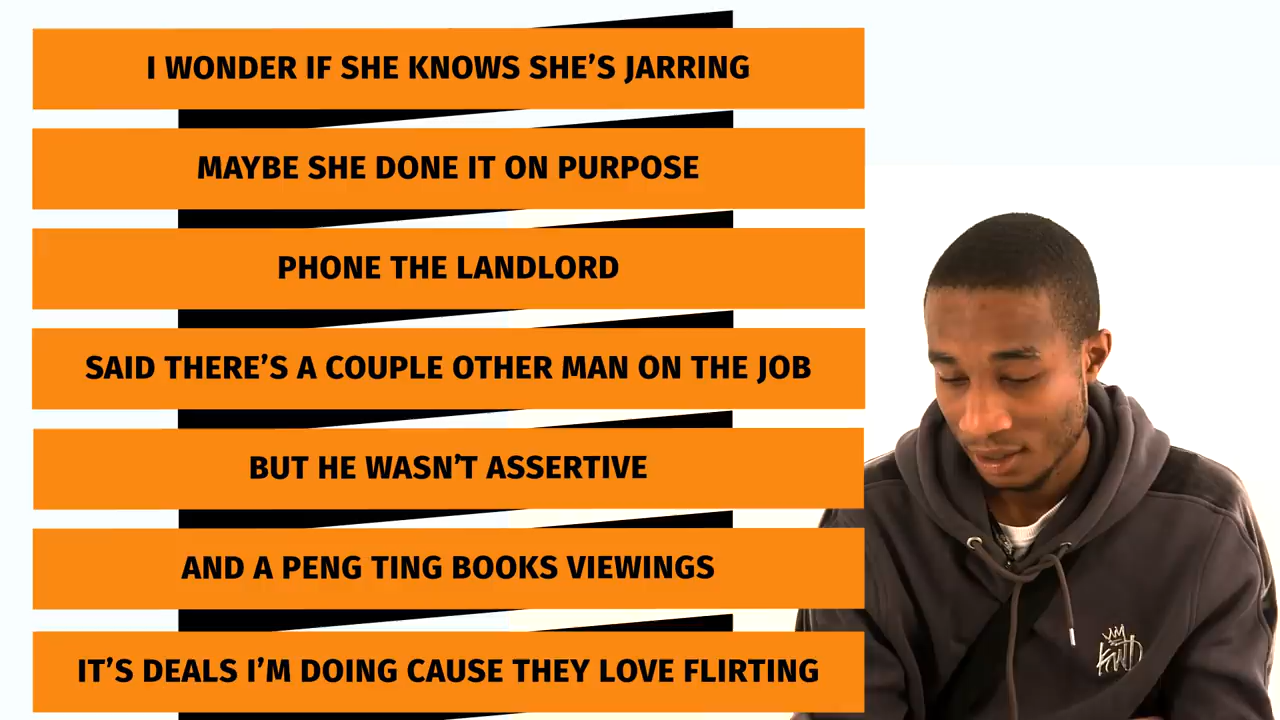 I WONDER IF SHE KNOWS SHE'S JARRING
MAYBE SHE DONE IT ON PURPOSE
PHONE THE LANDLORD
SAID THERE'S A COUPLE OTHER MAN ON THE JOB
BUT HE WASN'T ASSERTIVE
AND A PENG TING BOOKS VIEWINGS
IT'S DEALS I'M DOING CAUSE THEY LOVE FLIRTING